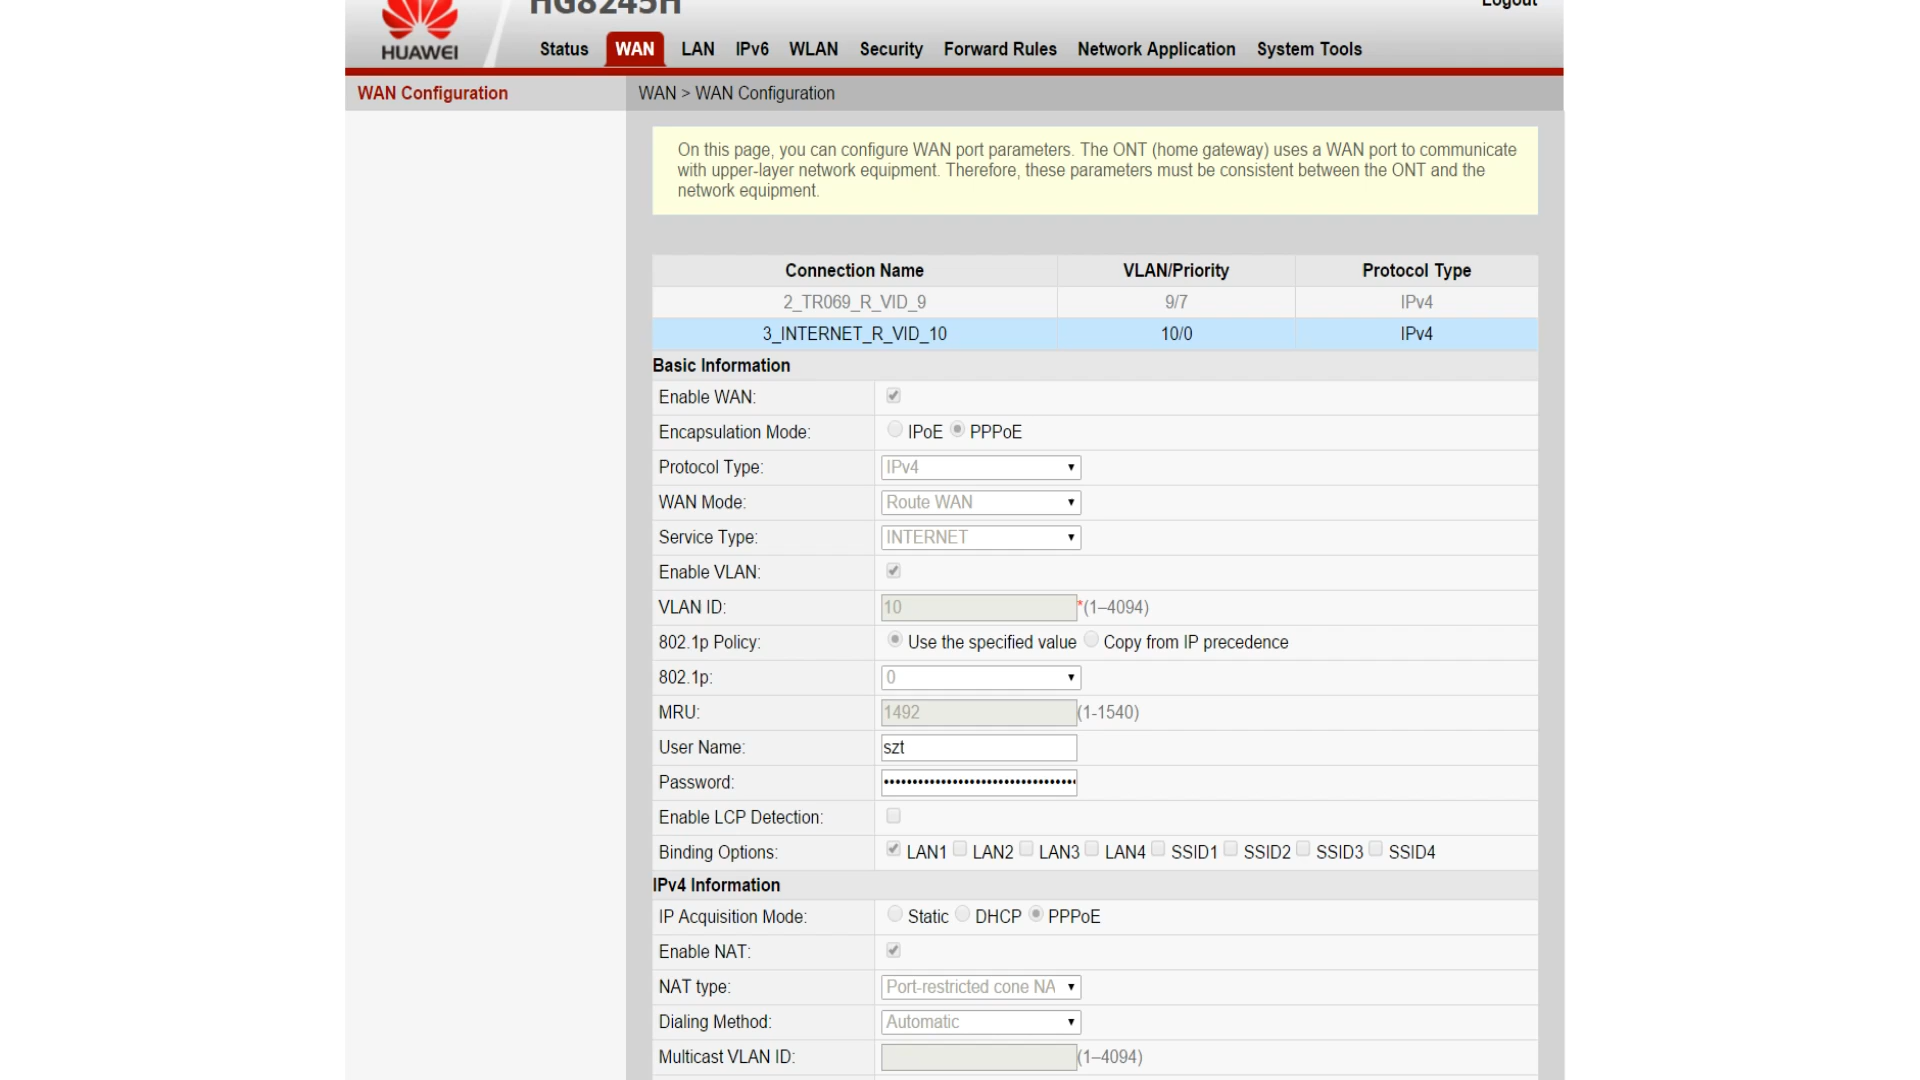 HG8245H
Logout
HUAWEI
Status WAN LAN IPv6 WLAN Security Forward Rules Network Application System Tools
WAN Configuration
WAN > WAN Configuration
On this page, you can configure WAN port parameters. The ONT (home gateway) uses a WAN port to communicate
with upper-layer network equipment. Therefore, these parameters must be consistent between the ONT and the
network equipment.
Connection Name VLAN/Priority Protocol Type
2_TR069_R_VID_9 9/7 IPv4
3_INTERNET_R_VID_10 10/0 IPv4
Basic Information
Enable WAN:
Encapsulation Mode: IPoE PPPoE
Protocol Type: IPv4
WAN Mode: Route WAN
Service Type: INTERNET
Enable VLAN:
VLAN ID: 10 *(1–4094)
802.1p Policy: Use the specified value Copy from IP precedence
802.1p: 0
MRU: 1492 (1-1540)
User Name: szt
Password: ••••••••••••••••••••••••••••••••
Enable LCP Detection:
Binding Options: LAN1 LAN2 LAN3 LAN4 SSID1 SSID2 SSID3 SSID4
IPv4 Information
IP Acquisition Mode: Static DHCP PPPoE
Enable NAT:
NAT type: Port-restricted cone NA
Dialing Method: Automatic
Multicast VLAN ID: (1–4094)